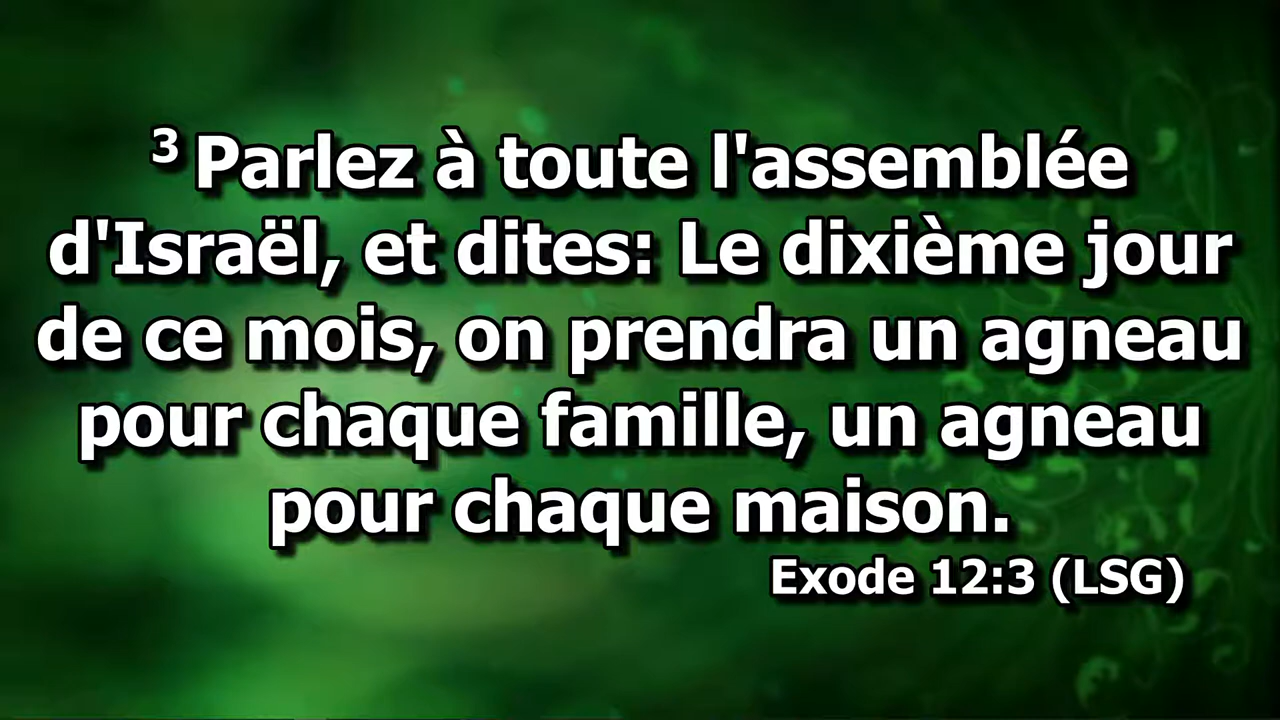 3 Parlez à toute l'assemblée
d'Israël, et dites: Le dixième jour
de ce mois, on prendra un agneau
pour chaque famille, un agneau
pour chaque maison.
Exode 12:3 (LSG)